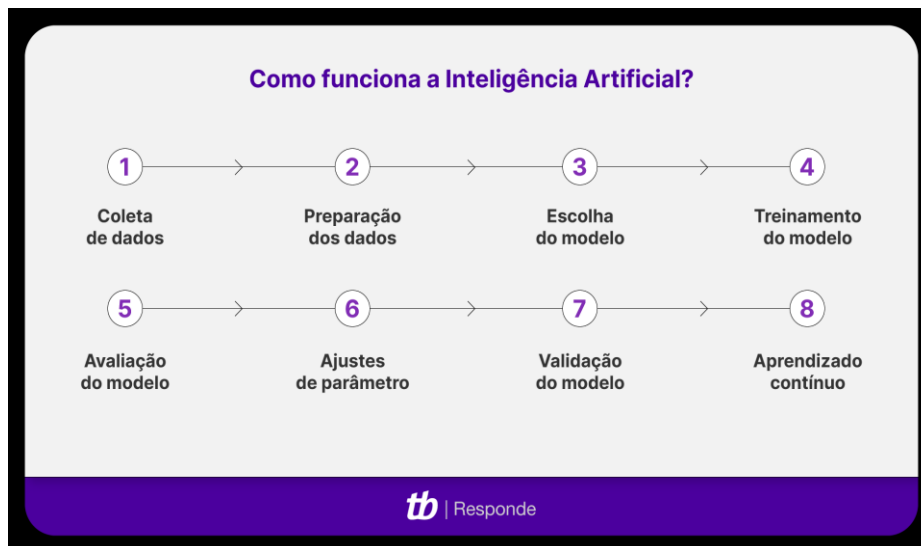 Como funciona a Inteligência Artificial?
1
2
3
4
Coleta
de dados
Preparação
dos dados
Escolha
do modelo
Treinamento
do modelo
5
6
7
8
Avaliação
do modelo
Ajustes
de parâmetro
Validação
do modelo
Aprendizado
contínuo
tb | Responde